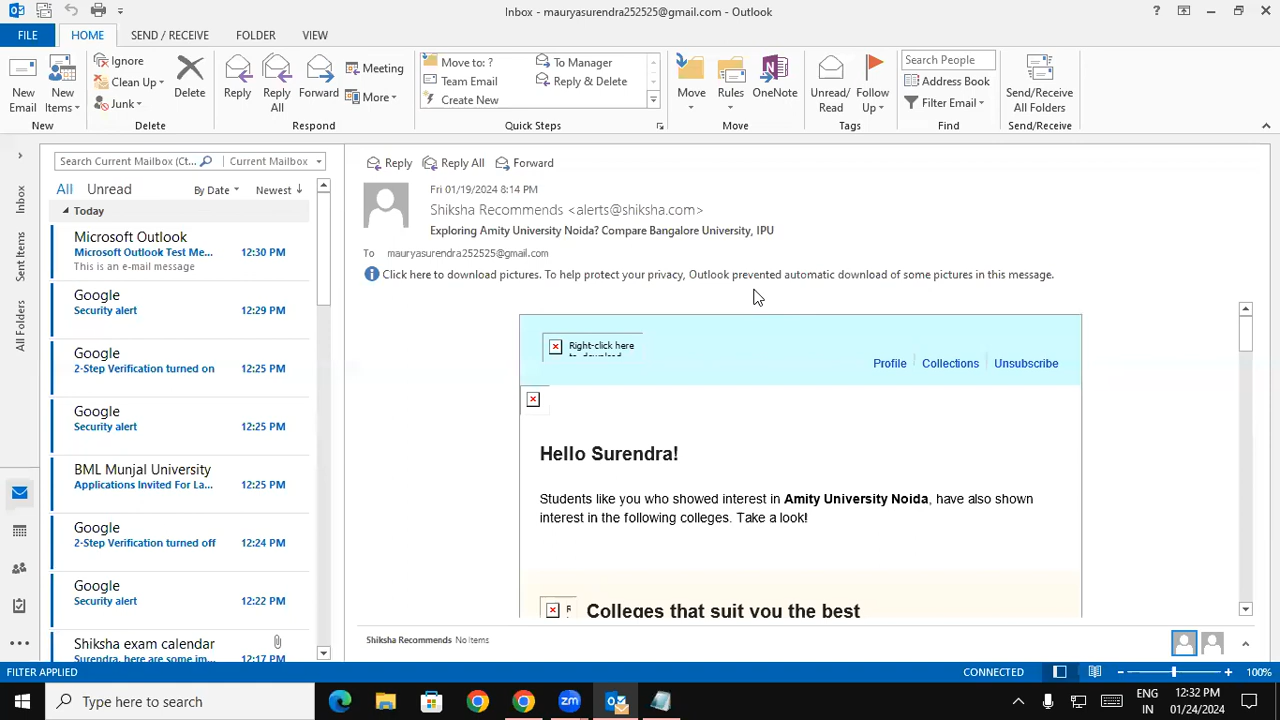 Inbox - mauryasurendra252525@gmail.com - Outlook
?
FILE HOME SEND / RECEIVE FOLDER VIEW
New Email
New Items
Ignore
Clean Up
Junk
Delete
Reply
Reply All
Forward
Meeting
More
Move to: ?
Team Email
Create New
To Manager
Reply & Delete
Move
Rules
OneNote
Unread/ Read
Follow Up
Search People
Address Book
Filter Email
Send/Receive All Folders
New Delete Respond Quick Steps Move Tags Find Send/Receive
Inbox
Sent Items
All Folders
Search Current Mailbox (Ct... Current Mailbox
All Unread By Date Newest
Today
Microsoft Outlook
Microsoft Outlook Test Me... 12:30 PM
This is an e-mail message
Google
Security alert 12:29 PM
Google
2-Step Verification turned on 12:25 PM
Google
Security alert 12:25 PM
BML Munjal University
Applications Invited For La... 12:25 PM
Google
2-Step Verification turned off 12:24 PM
Google
Security alert 12:22 PM
Shiksha exam calendar
Surendra, here are some im... 12:17 PM
Reply Reply All Forward
Fri 01/19/2024 8:14 PM
Shiksha Recommends <alerts@shiksha.com>
Exploring Amity University Noida? Compare Bangalore University, IPU
To mauryasurendra252525@gmail.com
Click here to download pictures. To help protect your privacy, Outlook prevented automatic download of some pictures in this message.
Right-click here
to download
Profile Collections Unsubscribe
Hello Surendra!
Students like you who showed interest in Amity University Noida, have also shown
interest in the following colleges. Take a look!
Colleges that suit you the best
Shiksha Recommends No Items
FILTER APPLIED CONNECTED 100%
Type here to search
zm
ENG
IN
12:32 PM
01/24/2024